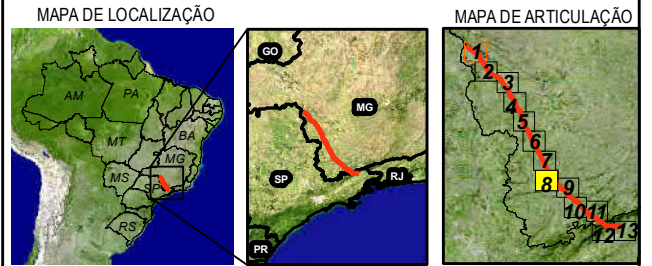 MAPA DE LOCALIZAÇÃO
AM
PA
MT
BA
MG
MS
SP
RS
GO
MG
SP
RJ
PR
MAPA DE ARTICULAÇÃO
1
2
3
4
5
6
7
8
9
10
11
12
13